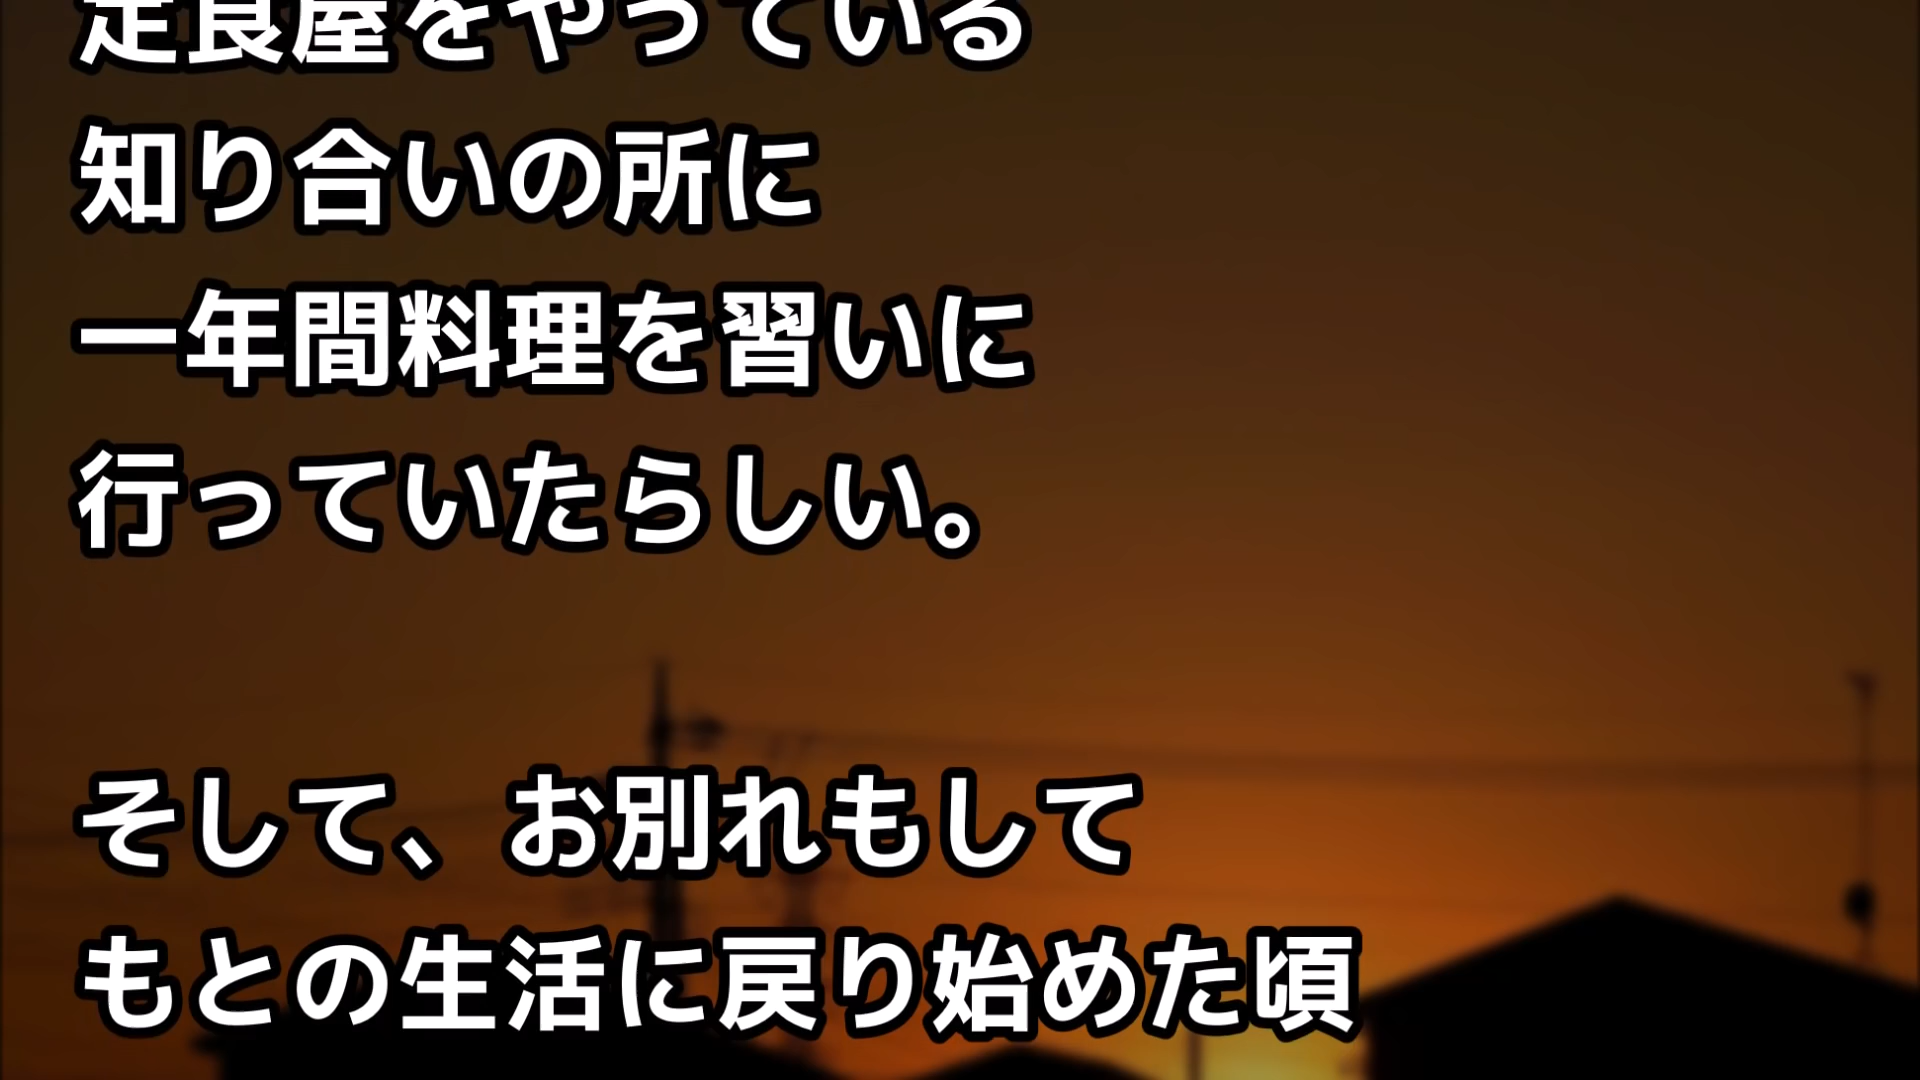 定食屋をやっている
知り合いの所に
一年間料理を習いに
行っていたらしい。
そして、お別れもして
もとの生活に戻り始めた頃